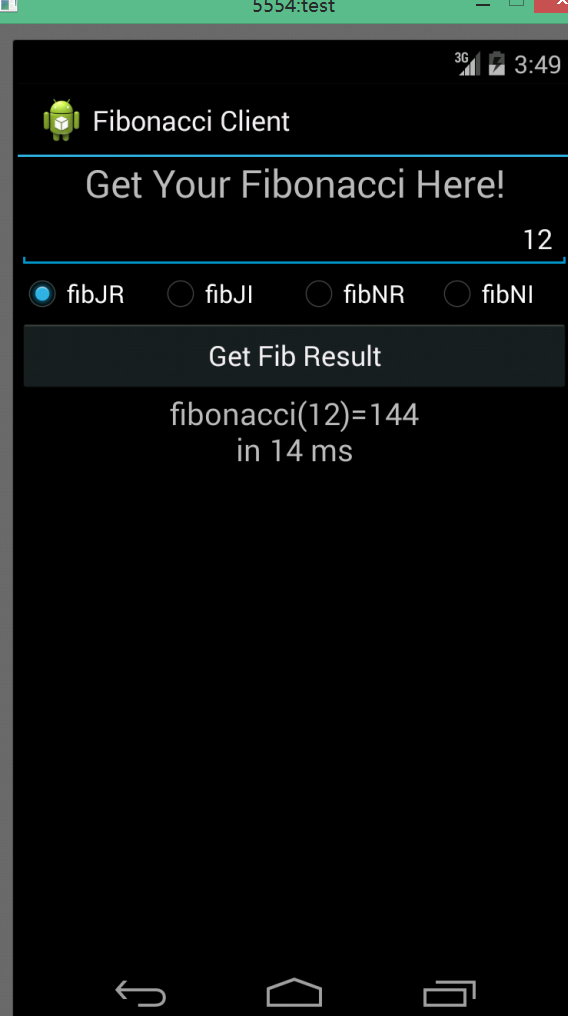 5554:test
3G 3:49
Fibonacci Client
Get Your Fibonacci Here!
12
fibJR fibJI fibNR fibNI
Get Fib Result
fibonacci(12)=144
in 14 ms